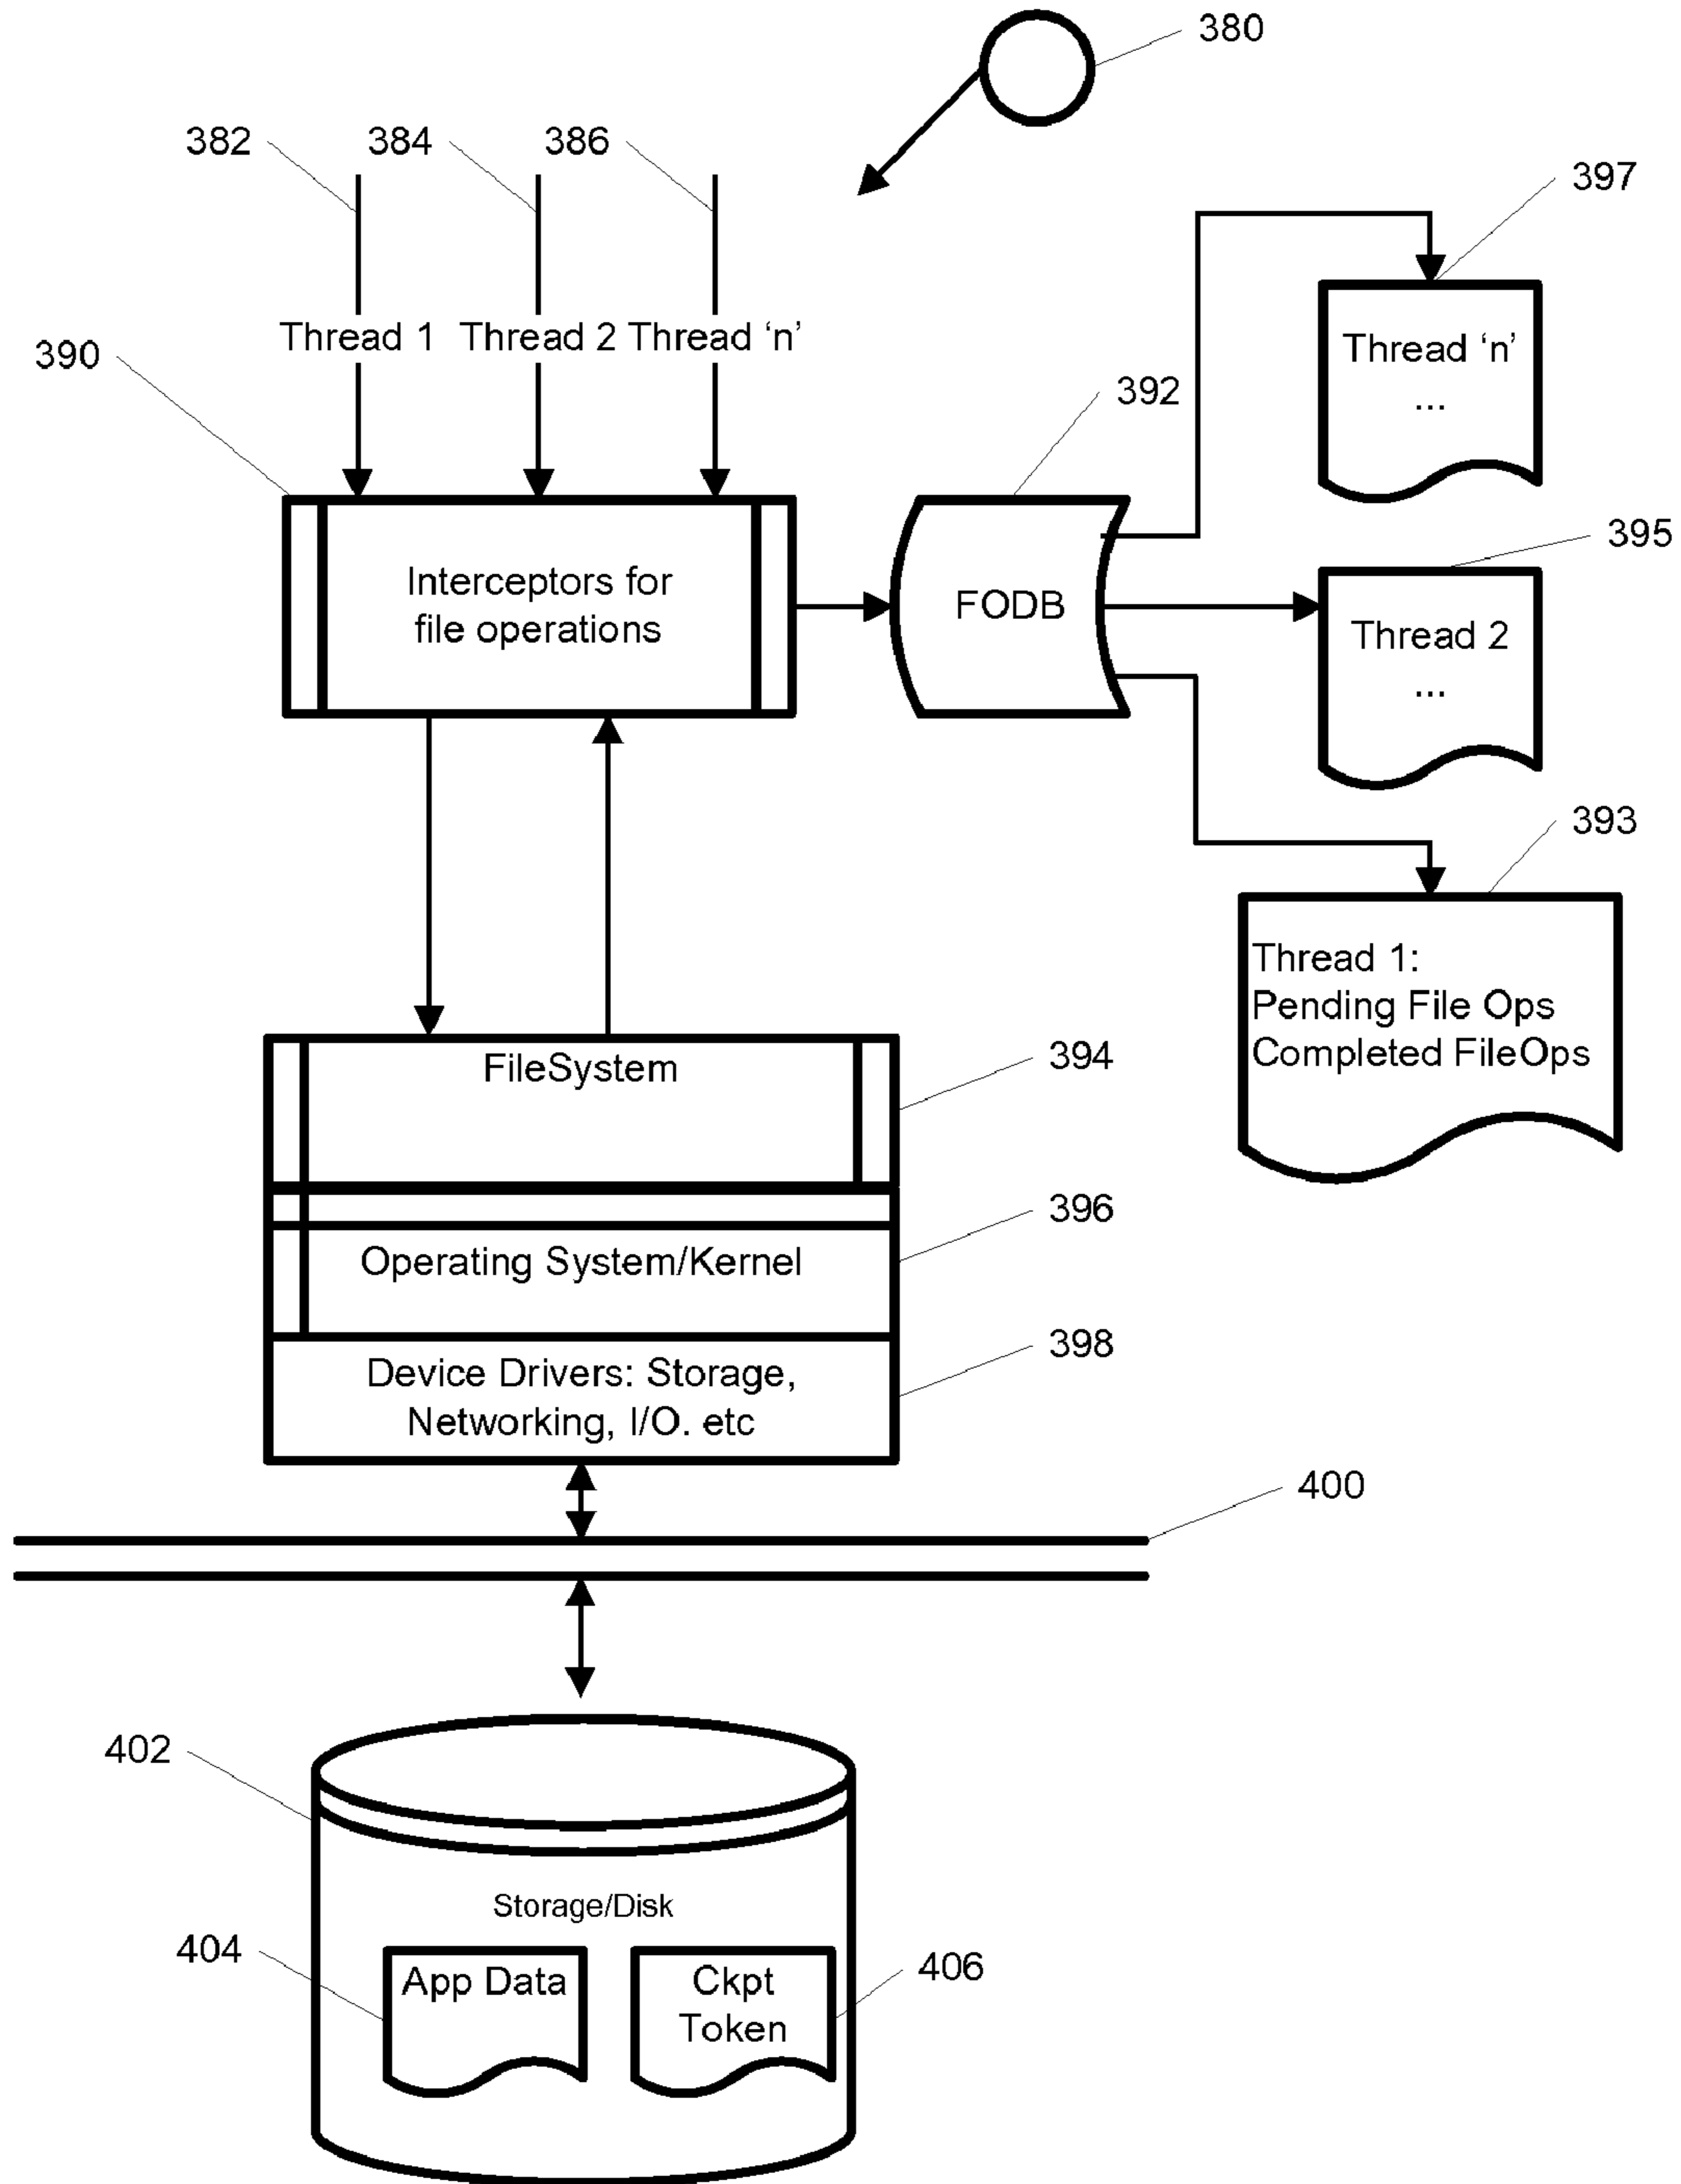 380
382
384
386
397
Thread 1
Thread 2
Thread ‘n’
390
392
Thread ‘n’
...
395
Interceptors for
file operations
FODB
Thread 2
...
393
Thread 1:
Pending File Ops
Completed FileOps
FileSystem
394
396
Operating System/Kernel
398
Device Drivers: Storage,
Networking, I/O. etc
400
402
Storage/Disk
404
App Data
Ckpt
Token
406